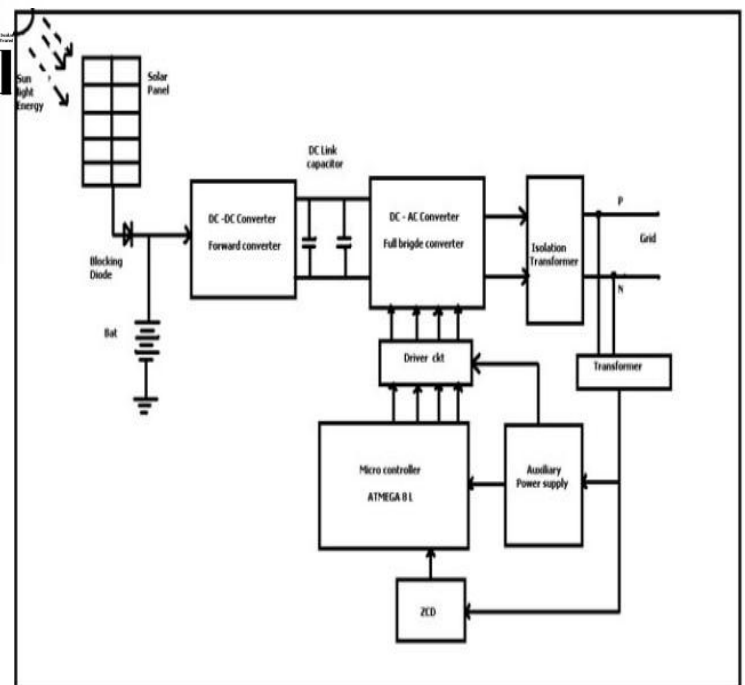 Sun
light
Energy
Solar
Panel
DC Link
capacitor
DC -DC Converter
Forward converter
DC - AC Converter
Full brigde converter
Isolation
Transformer
P
Grid
N
Blocking
Diode
Bat
Driver ckt
Transformer
Micro controller
ATMEGA 8 L
Auxiliary
Power supply
ZCD